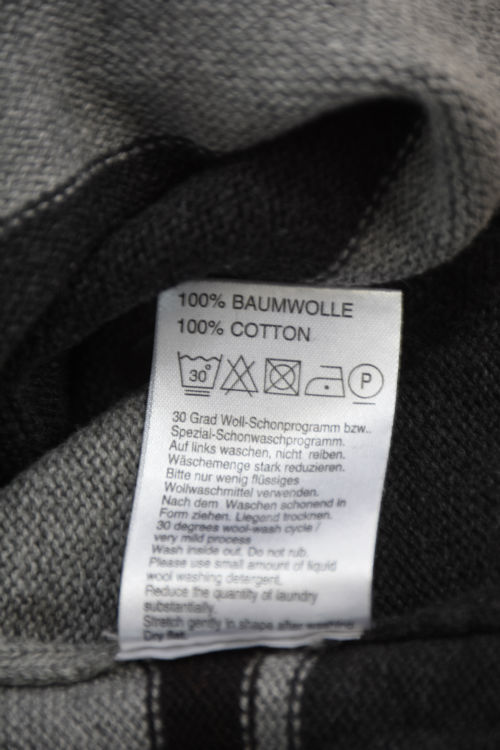 100% BAUMWOLLE
100% COTTON
30° P
30 Grad Woll-Schonprogramm bzw..
Spezial-Schonwaschprogramm.
Auf links waschen, nicht reiben.
Wäschemenge stark reduzieren.
Bitte nur wenig flüssiges
Wollwaschmittel verwenden.
Nach dem Waschen schonend in
Form ziehen. Liegend trocknen.
30 degrees wool-wash cycle /
very mild process
Wash inside out. Do not rub.
Please use small amount of liquid
wool washing detergent.
Reduce the quantity of laundry
substantially.
Stretch gently in shape after washing
Dry flat.